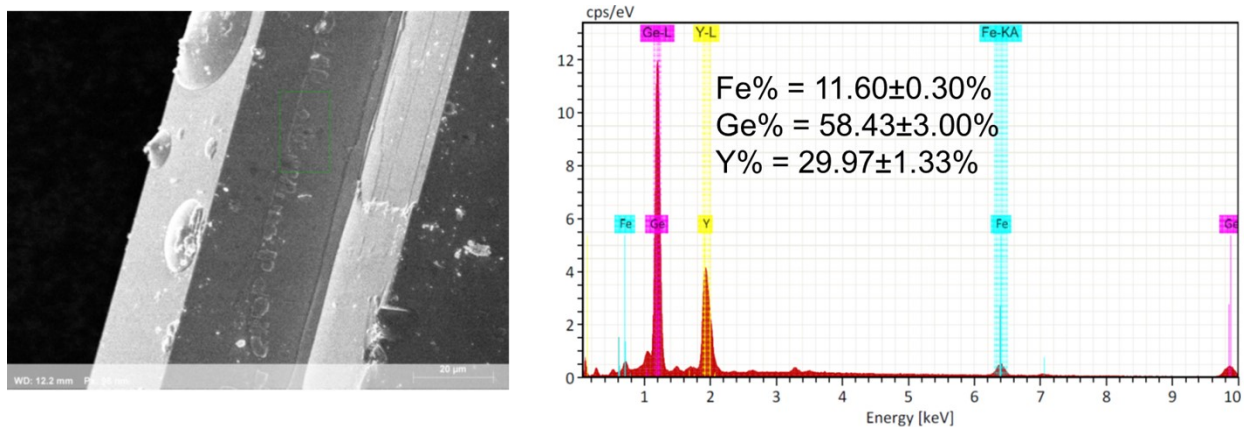 WD: 12.2 mm
20 µm
cps/eV
Ge-L Y-L Fe-KA
12
10
8
6
4
2
0
Fe% = 11.60±0.30%
Ge% = 58.43±3.00%
Y% = 29.97±1.33%
Fe Ge Y Fe Ge
1 2 3 4 5 6 7 8 9 10
Energy [keV]